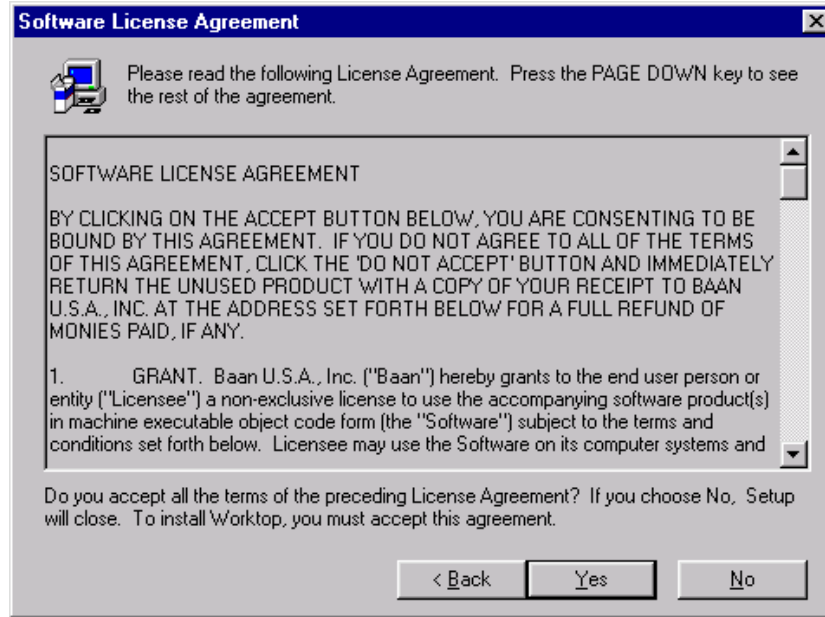 Software License Agreement
Please read the following License Agreement. Press the PAGE DOWN key to see
the rest of the agreement.
SOFTWARE LICENSE AGREEMENT
BY CLICKING ON THE ACCEPT BUTTON BELOW, YOU ARE CONSENTING TO BE
BOUND BY THIS AGREEMENT. IF YOU DO NOT AGREE TO ALL OF THE TERMS
OF THIS AGREEMENT, CLICK THE 'DO NOT ACCEPT' BUTTON AND IMMEDIATELY
RETURN THE UNUSED PRODUCT WITH A COPY OF YOUR RECEIPT TO BAAN
U.S.A., INC. AT THE ADDRESS SET FORTH BELOW FOR A FULL REFUND OF
MONIES PAID, IF ANY.
1. GRANT. Baan U.S.A., Inc. ("Baan") hereby grants to the end user person or
entity ("Licensee") a non-exclusive license to use the accompanying software product(s)
in machine executable object code form (the "Software") subject to the terms and
conditions set forth below. Licensee may use the Software on its computer systems and
Do you accept all the terms of the preceding License Agreement? If you choose No, Setup
will close. To install Worktop, you must accept this agreement.
< Back Yes No